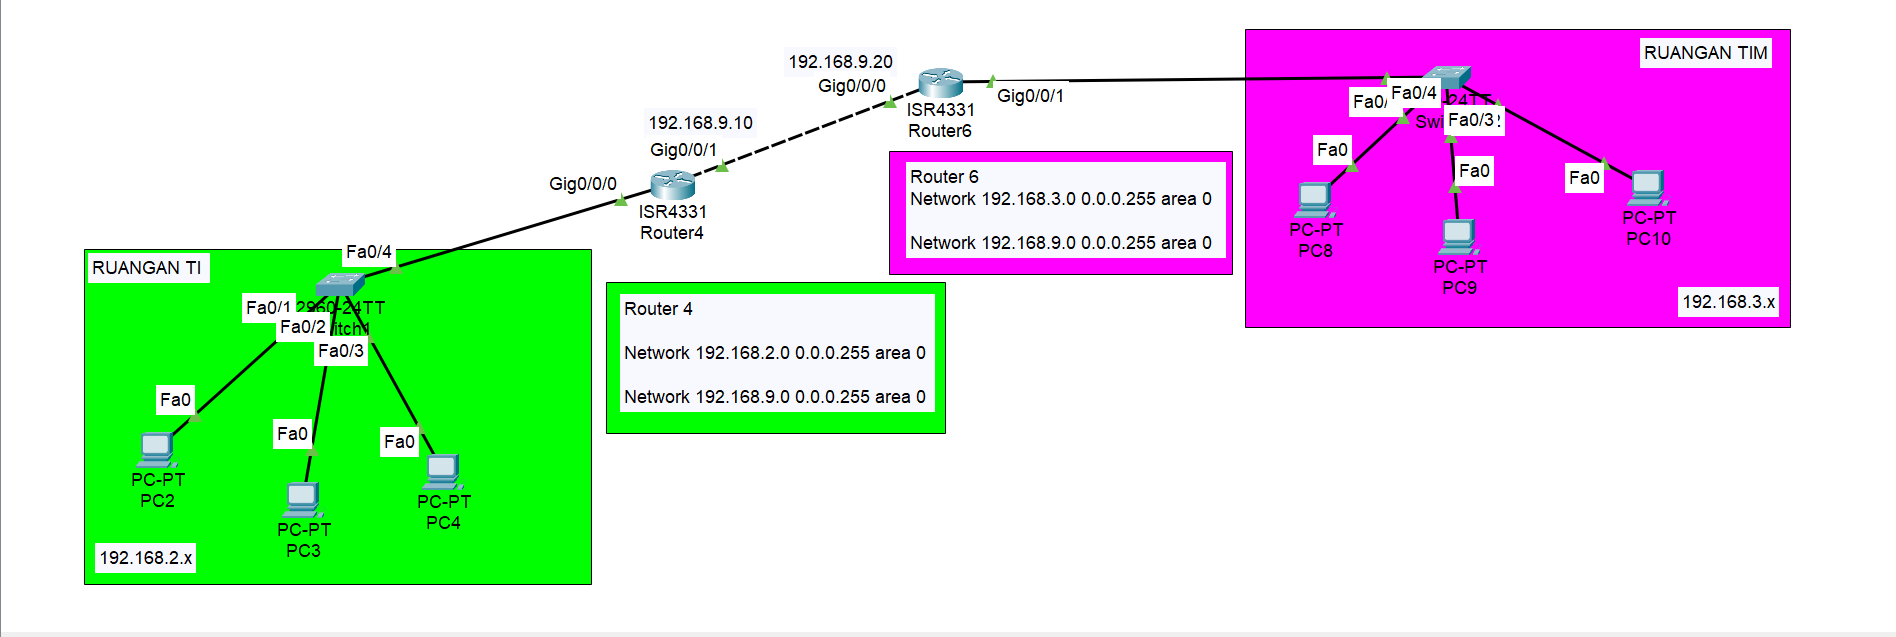 RUANGAN TIM
192.168.9.20
Gig0/0/0
ISR4331
Router6
Gig0/0/1
192.168.9.10
Gig0/0/1
Gig0/0/0
ISR4331
Router4
Fa0/
Fa0/4
-24TT
Swi
Fa0/3
Fa0
Fa0
Fa0
PC-PT
PC8
PC-PT
PC9
PC-PT
PC10
192.168.3.x
Router 6
Network 192.168.3.0 0.0.0.255 area 0
Network 192.168.9.0 0.0.0.255 area 0
Router 4
Network 192.168.2.0 0.0.0.255 area 0
Network 192.168.9.0 0.0.0.255 area 0
RUANGAN TI
Fa0/4
Fa0/1
2960-24TT
itch1
Fa0/2
Fa0/3
Fa0
Fa0
Fa0
PC-PT
PC2
PC-PT
PC3
PC-PT
PC4
192.168.2.x